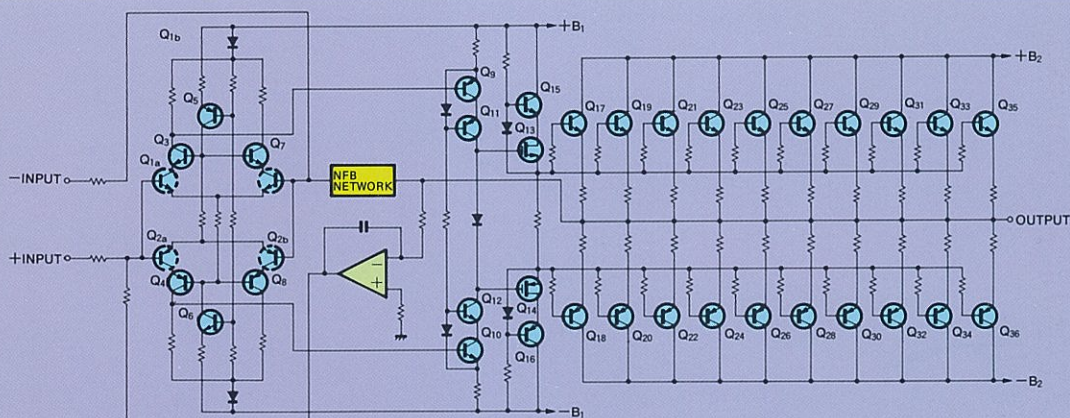 +B₁
Q₁b
+B₂
Q₉
Q₅
Q₁₅
Q₁₁
Q₁₃
Q₁₇
Q₁₉
Q₂₁
Q₂₃
Q₂₅
Q₂₇
Q₂₉
Q₃₁
Q₃₃
Q₃₅
Q₃
Q₇
Q₁a
−INPUT
NFB
NETWORK
OUTPUT
Q₂a
Q₂b
+INPUT
−
+
Q₄
Q₈
Q₁₂
Q₁₄
Q₆
Q₁₀
Q₁₆
Q₁₈
Q₂₀
Q₂₂
Q₂₄
Q₂₆
Q₂₈
Q₃₀
Q₃₂
Q₃₄
Q₃₆
−B₂
−B₁